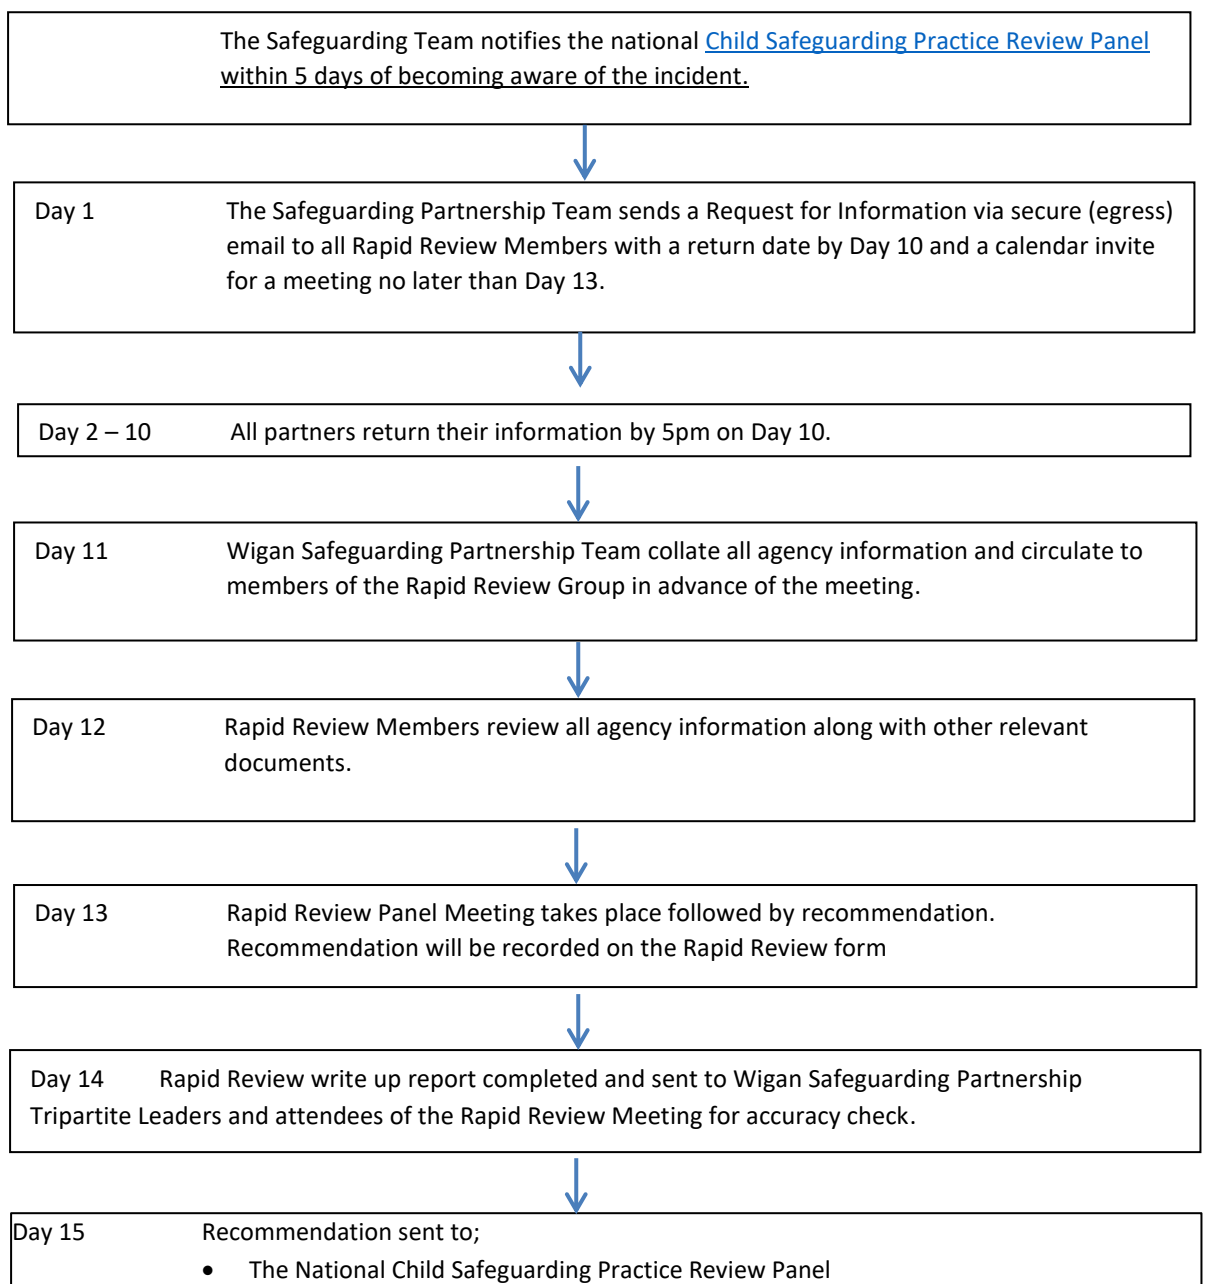 The Safeguarding Team notifies the national Child Safeguarding Practice Review Panel
within 5 days of becoming aware of the incident.
Day 1 The Safeguarding Partnership Team sends a Request for Information via secure (egress)
email to all Rapid Review Members with a return date by Day 10 and a calendar invite
for a meeting no later than Day 13.
Day 2 – 10 All partners return their information by 5pm on Day 10.
Day 11 Wigan Safeguarding Partnership Team collate all agency information and circulate to
members of the Rapid Review Group in advance of the meeting.
Day 12 Rapid Review Members review all agency information along with other relevant
documents.
Day 13 Rapid Review Panel Meeting takes place followed by recommendation.
Recommendation will be recorded on the Rapid Review form
Day 14 Rapid Review write up report completed and sent to Wigan Safeguarding Partnership
Tripartite Leaders and attendees of the Rapid Review Meeting for accuracy check.
Day 15 Recommendation sent to;
• The National Child Safeguarding Practice Review Panel